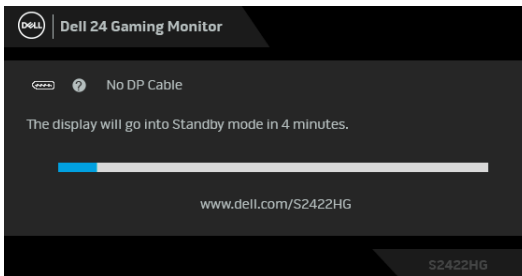 DELL
Dell 24 Gaming Monitor
? No DP Cable
The display will go into Standby mode in 4 minutes.
www.dell.com/S2422HG
S2422HG